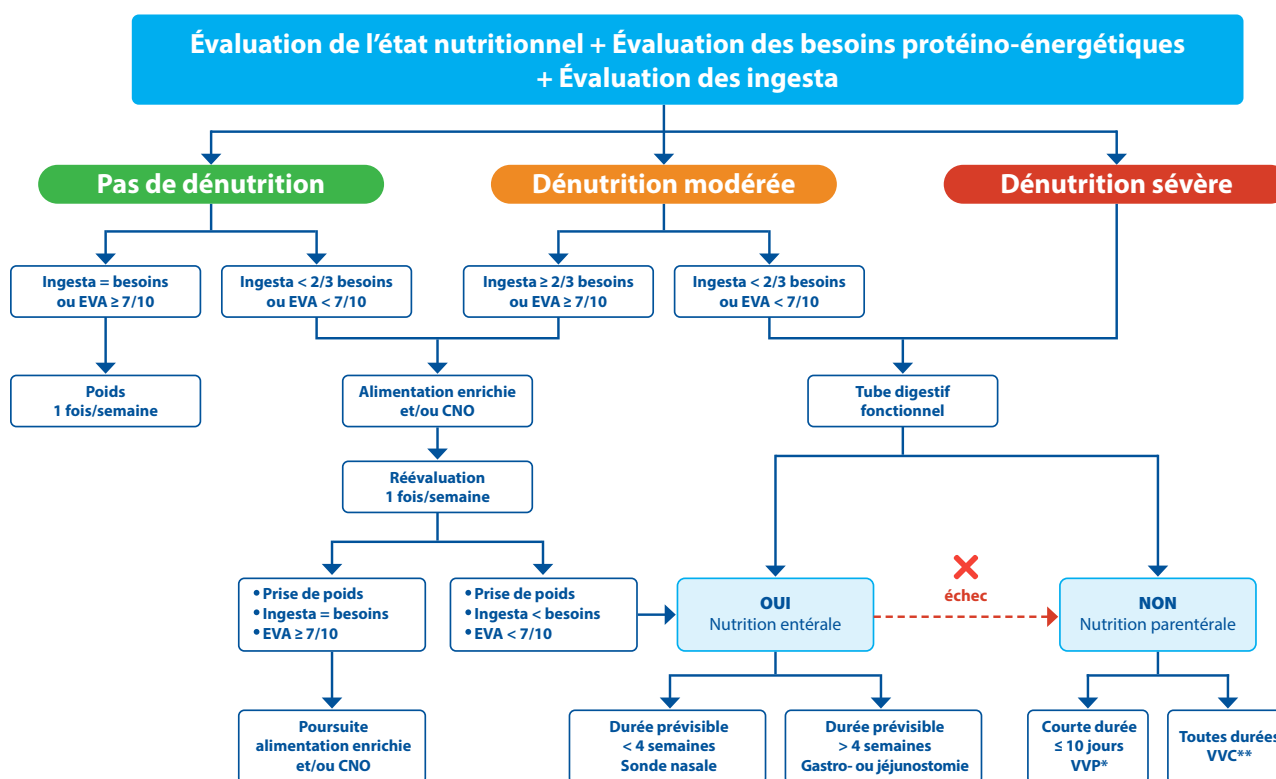 Évaluation de l’état nutritionnel + Évaluation des besoins protéino-énergétiques
+ Évaluation des ingesta
Pas de dénutrition
Dénutrition modérée
Dénutrition sévère
Ingesta = besoins
ou EVA ≥ 7/10
Ingesta < 2/3 besoins
ou EVA < 7/10
Ingesta ≥ 2/3 besoins
ou EVA ≥ 7/10
Ingesta < 2/3 besoins
ou EVA < 7/10
Poids
1 fois/semaine
Alimentation enrichie
et/ou CNO
Tube digestif
fonctionnel
Réévaluation
1 fois/semaine
• Prise de poids
• Ingesta = besoins
• EVA ≥ 7/10
• Prise de poids
• Ingesta < besoins
• EVA < 7/10
OUI
Nutrition entérale
échec
NON
Nutrition parentérale
Poursuite
alimentation enrichie
et/ou CNO
Durée prévisible
< 4 semaines
Sonde nasale
Durée prévisible
> 4 semaines
Gastro- ou jéjunostomie
Courte durée
≤ 10 jours
VVP*
Toutes durées
VVC**